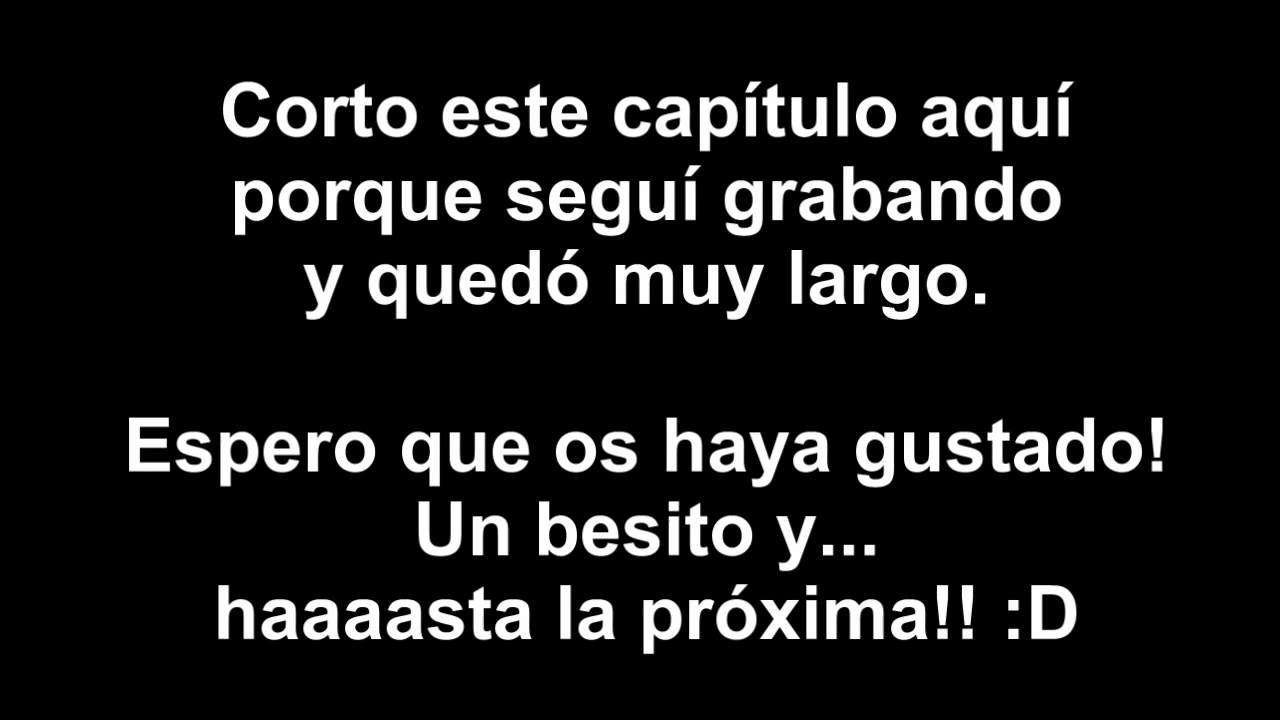 Corto este capítulo aquí
porque seguí grabando
y quedó muy largo.
Espero que os haya gustado!
Un besito y...
haaaasta la próxima!! :D